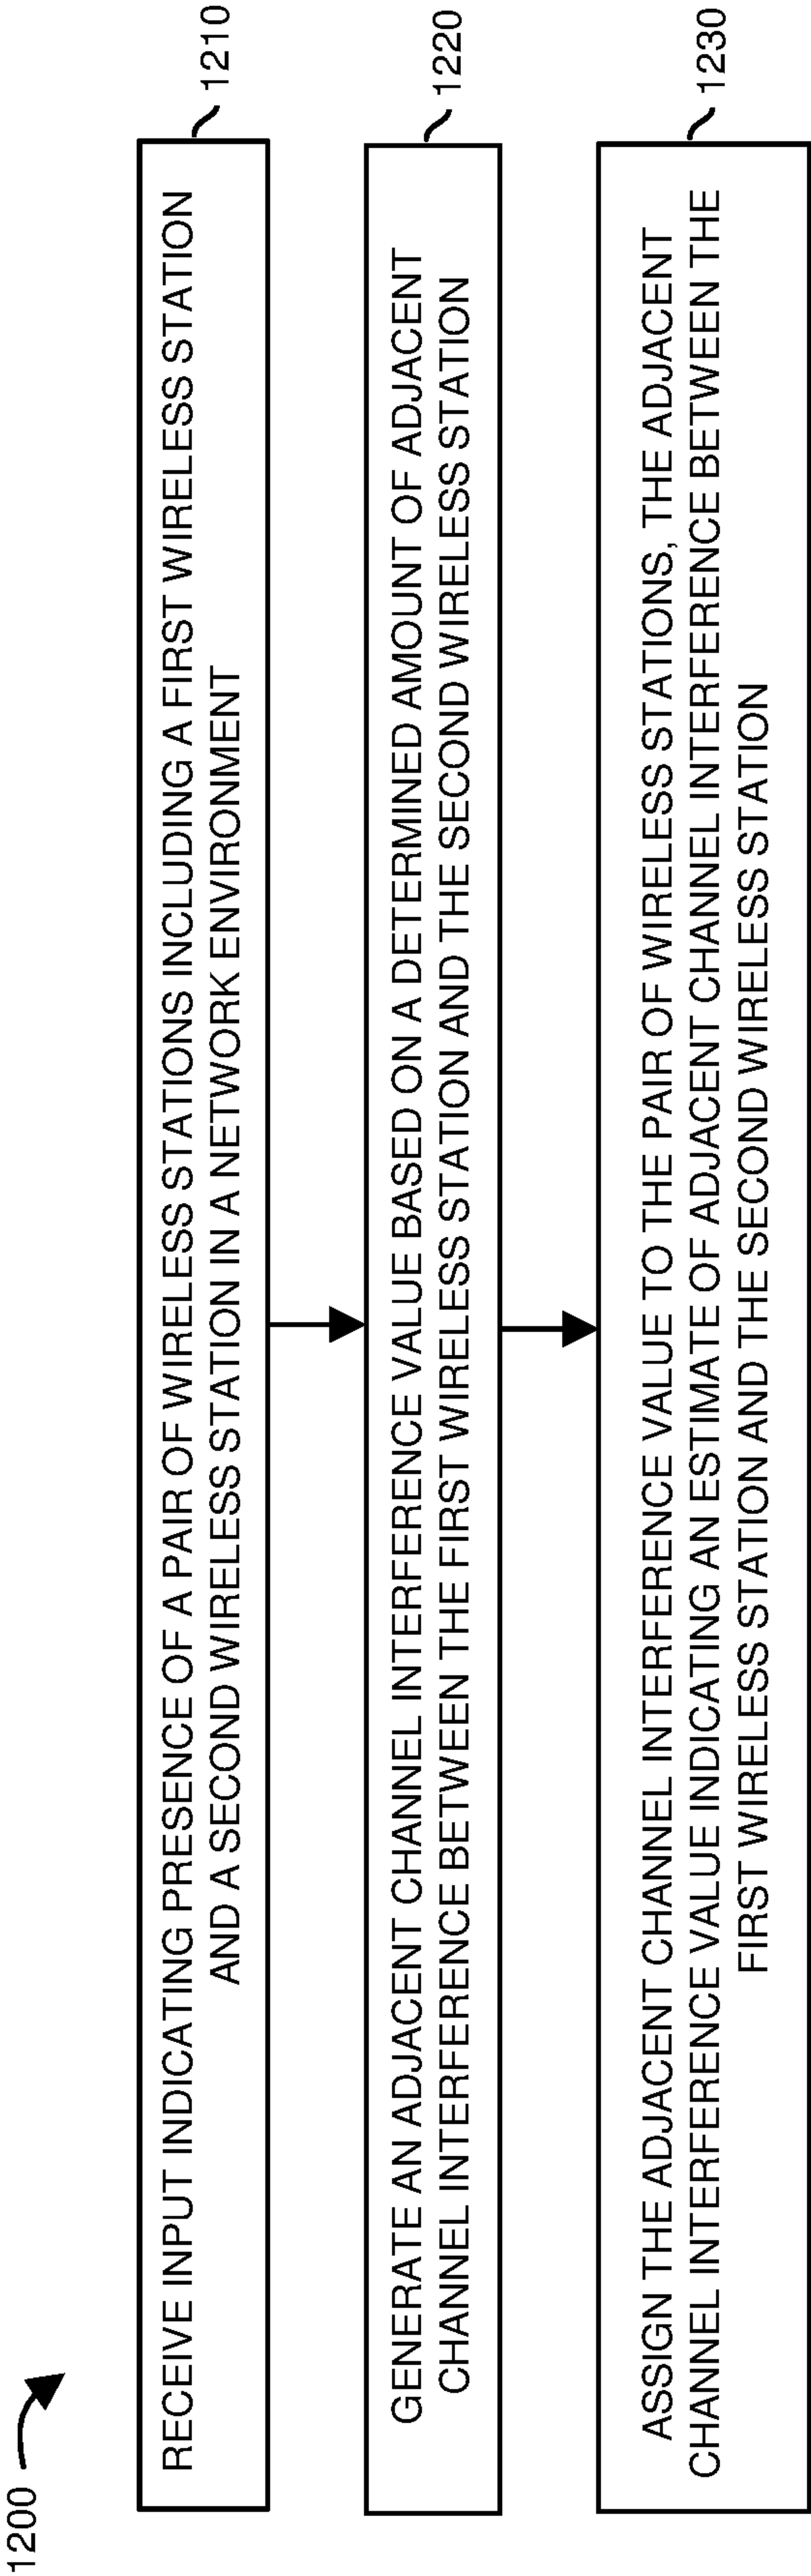 1200
RECEIVE INPUT INDICATING PRESENCE OF A PAIR OF WIRELESS STATIONS INCLUDING A FIRST WIRELESS STATION
AND A SECOND WIRELESS STATION IN A NETWORK ENVIRONMENT
1210
GENERATE AN ADJACENT CHANNEL INTERFERENCE VALUE BASED ON A DETERMINED AMOUNT OF ADJACENT
CHANNEL INTERFERENCE BETWEEN THE FIRST WIRELESS STATION AND THE SECOND WIRELESS STATION
1220
ASSIGN THE ADJACENT CHANNEL INTERFERENCE VALUE TO THE PAIR OF WIRELESS STATIONS, THE ADJACENT
CHANNEL INTERFERENCE VALUE INDICATING AN ESTIMATE OF ADJACENT CHANNEL INTERFERENCE BETWEEN THE
FIRST WIRELESS STATION AND THE SECOND WIRELESS STATION
1230